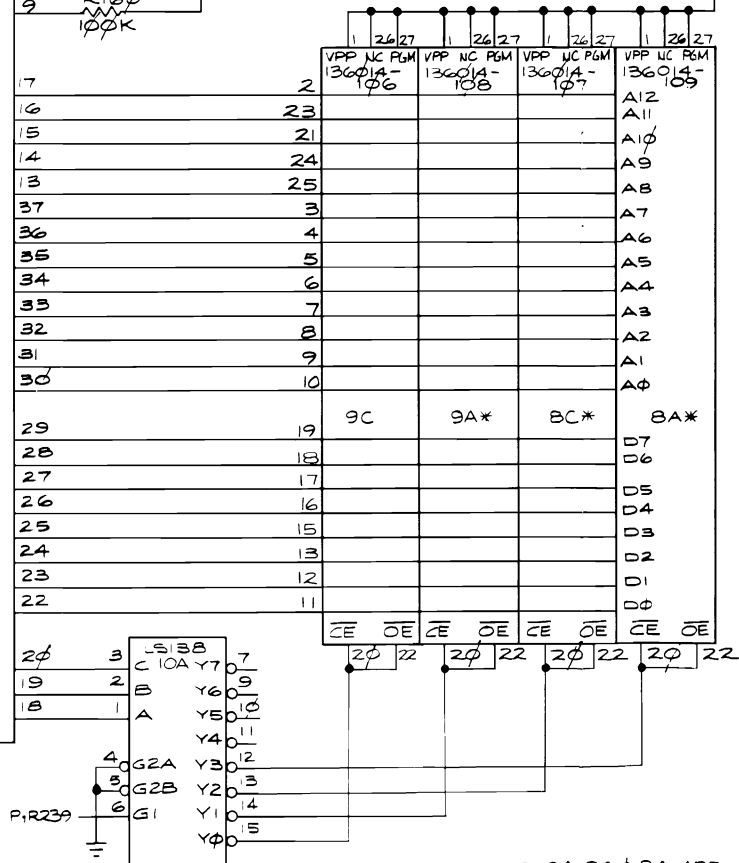 9
100K
1 26 27 1 26 27 1 26 27 1 26 27
VPP NC PGM VPP NC PGM VPP NC PGM VPP NC PGM
136014- 136014- 136014- 136014-
106 108 107 109
17 2 A12
16 23 A11
15 21 A10
14 24 A9
13 25 A8
37 3 A7
36 4 A6
35 5 A5
34 6 A4
33 7 A3
32 8 A2
31 9 A1
30 10 A0
9C 9A* 8C* 8A*
29 19 D7
28 18 D6
27 17 D5
26 16 D4
25 15 D3
24 13 D2
23 12 D1
22 11 D0
CE OE CE OE CE OE CE OE
20 22 20 22 20 22 20 22
LS138
10A
20 3 C Y7 7
19 2 B Y6 9
18 1 A Y5 10
Y4 11
4 G2A Y3 12
5 G2B Y2 13
P,R239 6 G1 Y1 14
Y0 15